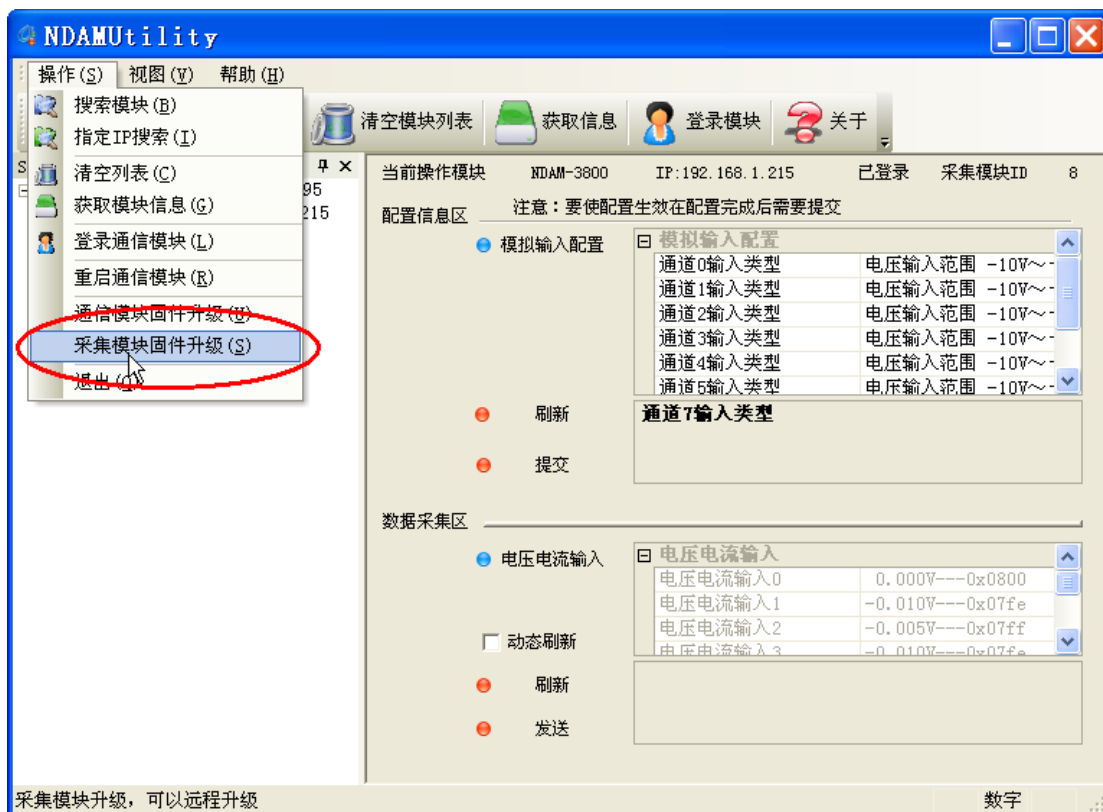 NDAMUtility
操作(S) 视图(V) 帮助(H)
搜索模块(B)
指定IP搜索(I)
清空列表(C)
获取模块信息(G)
登录通信模块(L)
重启通信模块(R)
通信模块固件升级(U)
采集模块固件升级(S)
退出
清空模块列表 获取信息 登录模块 关于
S
95
215
当前操作模块 NDAM-3800 IP:192.168.1.215 已登录 采集模块ID 8
配置信息区 注意：要使配置生效在配置完成后需要提交
模拟输入配置
模拟输入配置
通道0输入类型 电压输入范围 -10V～-
通道1输入类型 电压输入范围 -10V～-
通道2输入类型 电压输入范围 -10V～-
通道3输入类型 电压输入范围 -10V～-
通道4输入类型 电压输入范围 -10V～-
通道5输入类型 电压输入范围 -10V～-
刷新
通道7输入类型
提交
数据采集区
电压电流输入
电压电流输入
电压电流输入0 0.000V---0x0800
电压电流输入1 -0.010V---0x07fe
电压电流输入2 -0.005V---0x07ff
电压电流输入3 -0.010V---0x07fe
动态刷新
刷新
发送
采集模块升级，可以远程升级 数字